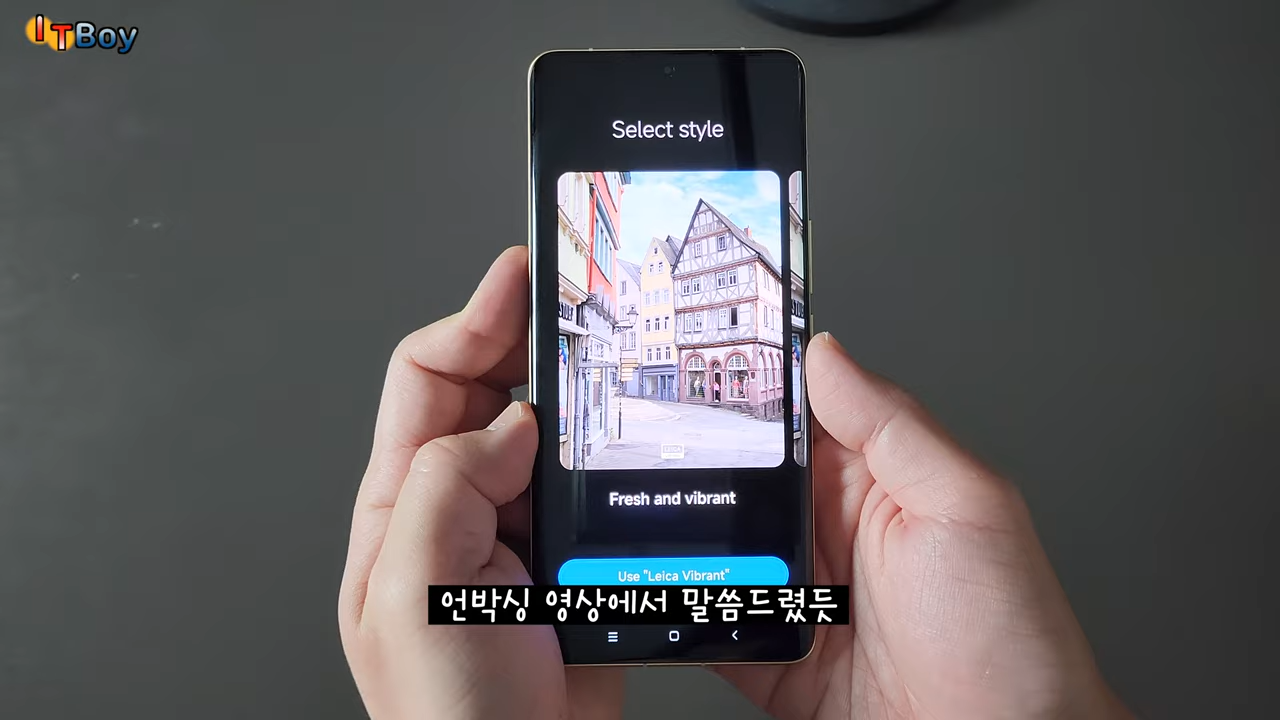 ITBoy
Select style
LEICA
Fresh and vibrant
Use "Leica Vibrant"
언박싱 영상에서 말씀드렸듯